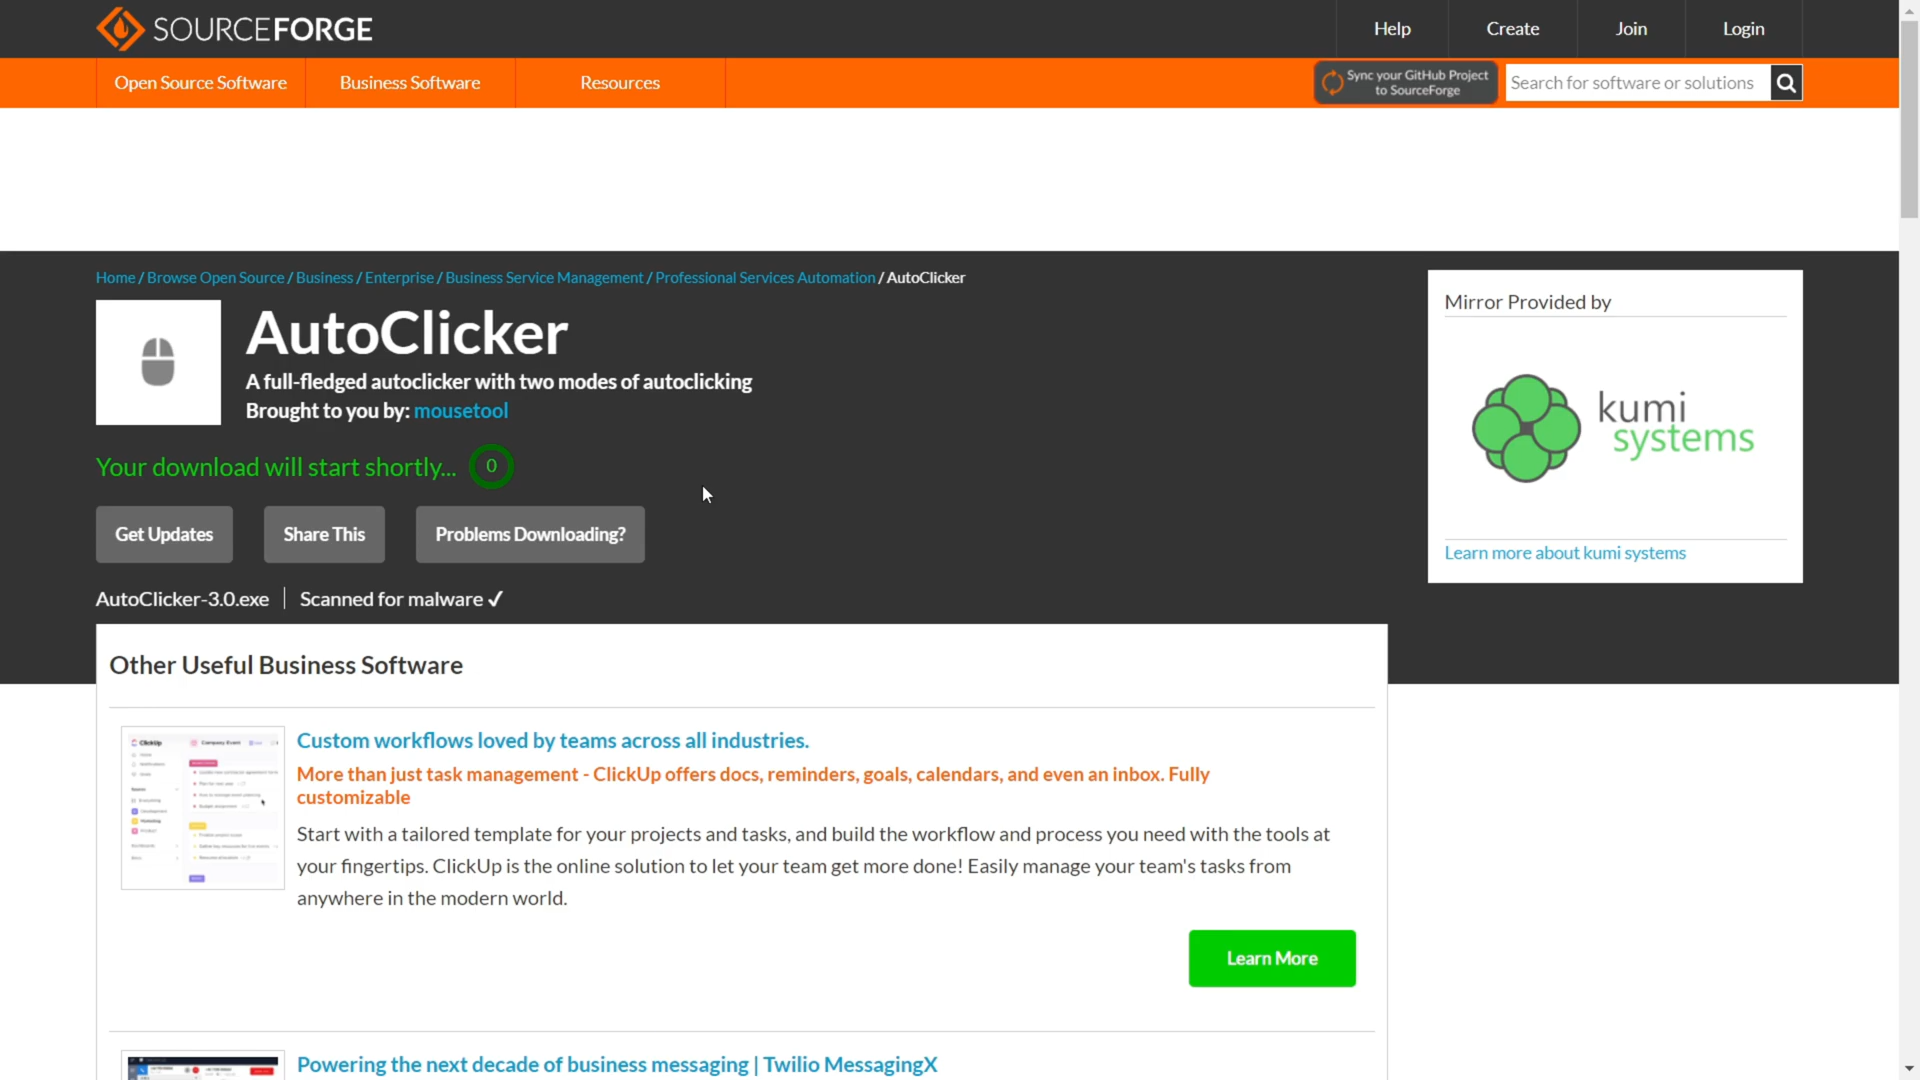 SOURCEFORGE
Help
Create
Join
Login
Open Source Software
Business Software
Resources
Sync your GitHub Project
to SourceForge
Search for software or solutions
Home / Browse Open Source / Business / Enterprise / Business Service Management / Professional Services Automation / AutoClicker
AutoClicker
A full-fledged autoclicker with two modes of autoclicking
Brought to you by: mousetool
Your download will start shortly... 0
Get Updates
Share This
Problems Downloading?
AutoClicker-3.0.exe
Scanned for malware ✓
Mirror Provided by
kumi
systems
Learn more about kumi systems
Other Useful Business Software
ClickUp
Company Event
Custom workflows loved by teams across all industries.
More than just task management - ClickUp offers docs, reminders, goals, calendars, and even an inbox. Fully
customizable
Start with a tailored template for your projects and tasks, and build the workflow and process you need with the tools at
your fingertips. ClickUp is the online solution to let your team get more done! Easily manage your team's tasks from
anywhere in the modern world.
Learn More
Powering the next decade of business messaging | Twilio MessagingX